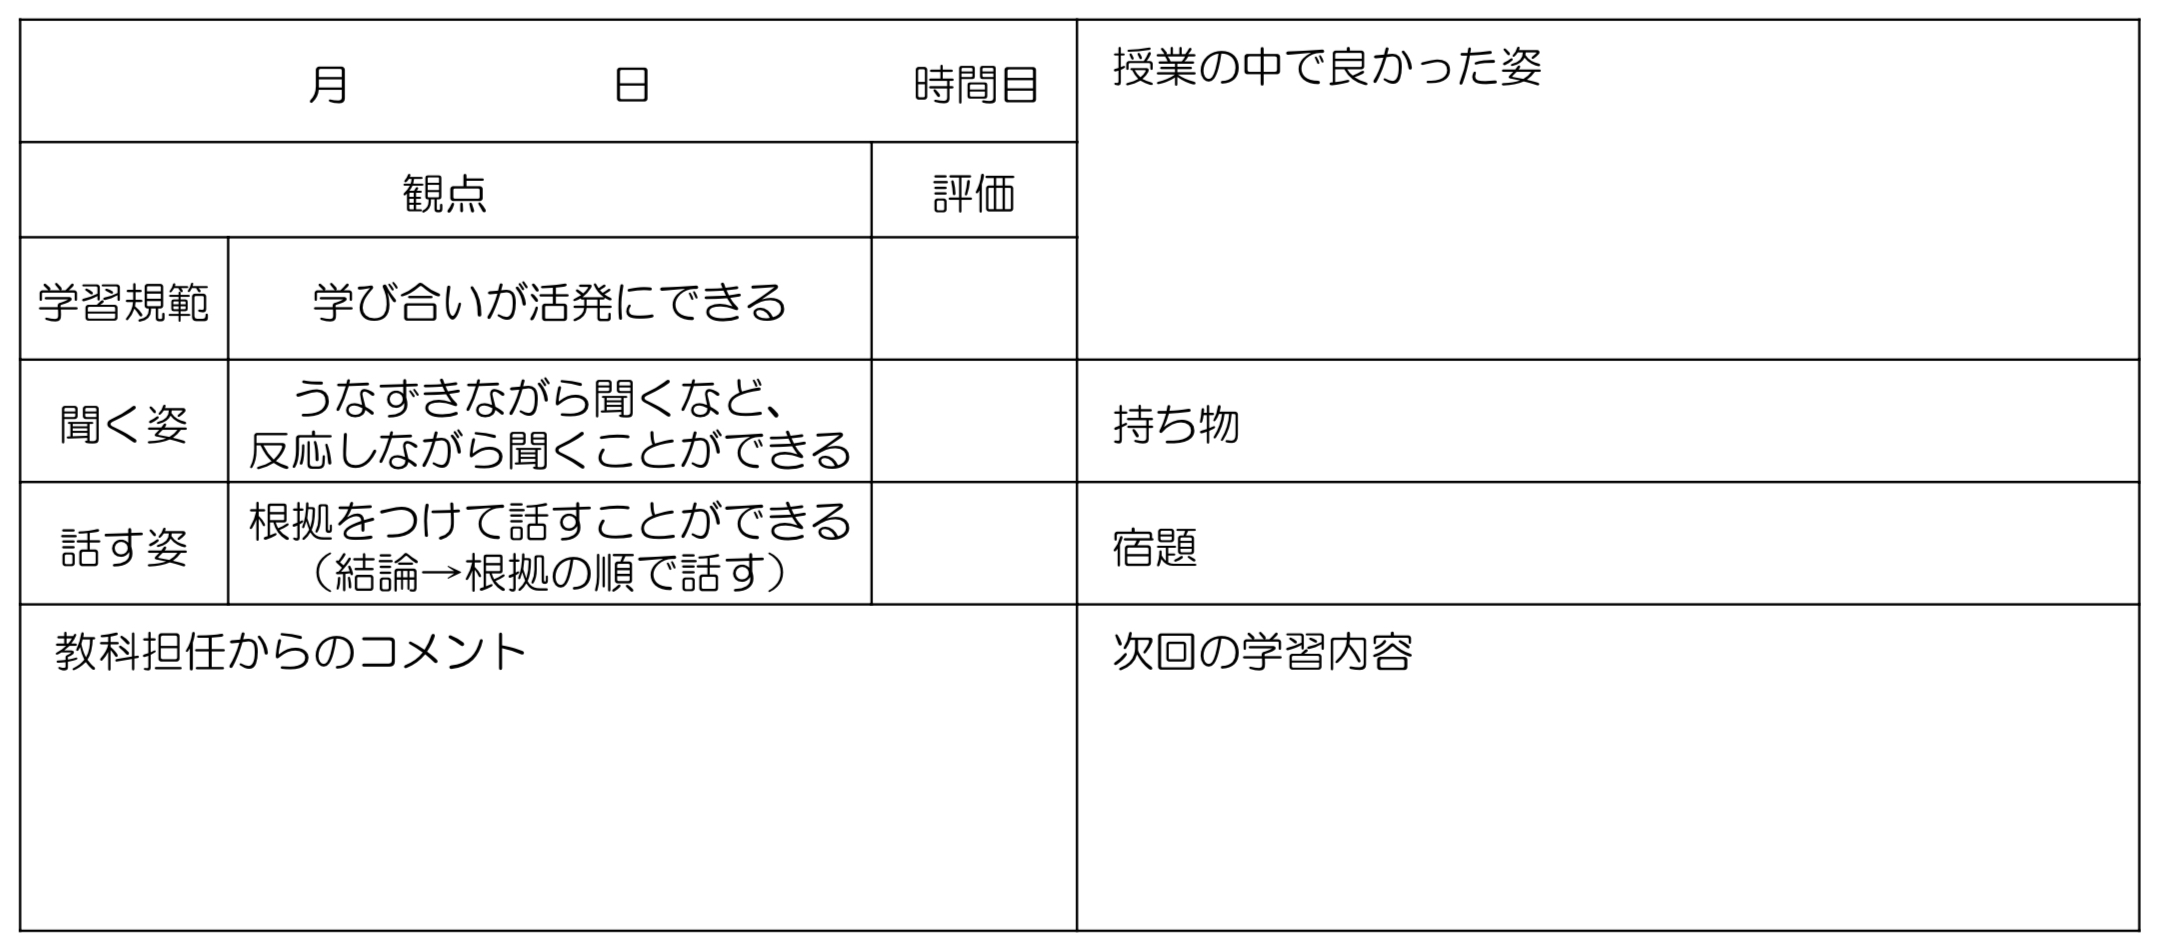 月 日 時間目
観点 評価
学習規範 学び合いが活発にできる
聞く姿 うなずきながら聞くなど、
反応しながら聞くことができる
話す姿 根拠をつけて話すことができる
（結論→根拠の順で話す）
教科担任からのコメント
授業の中で良かった姿
持ち物
宿題
次回の学習内容